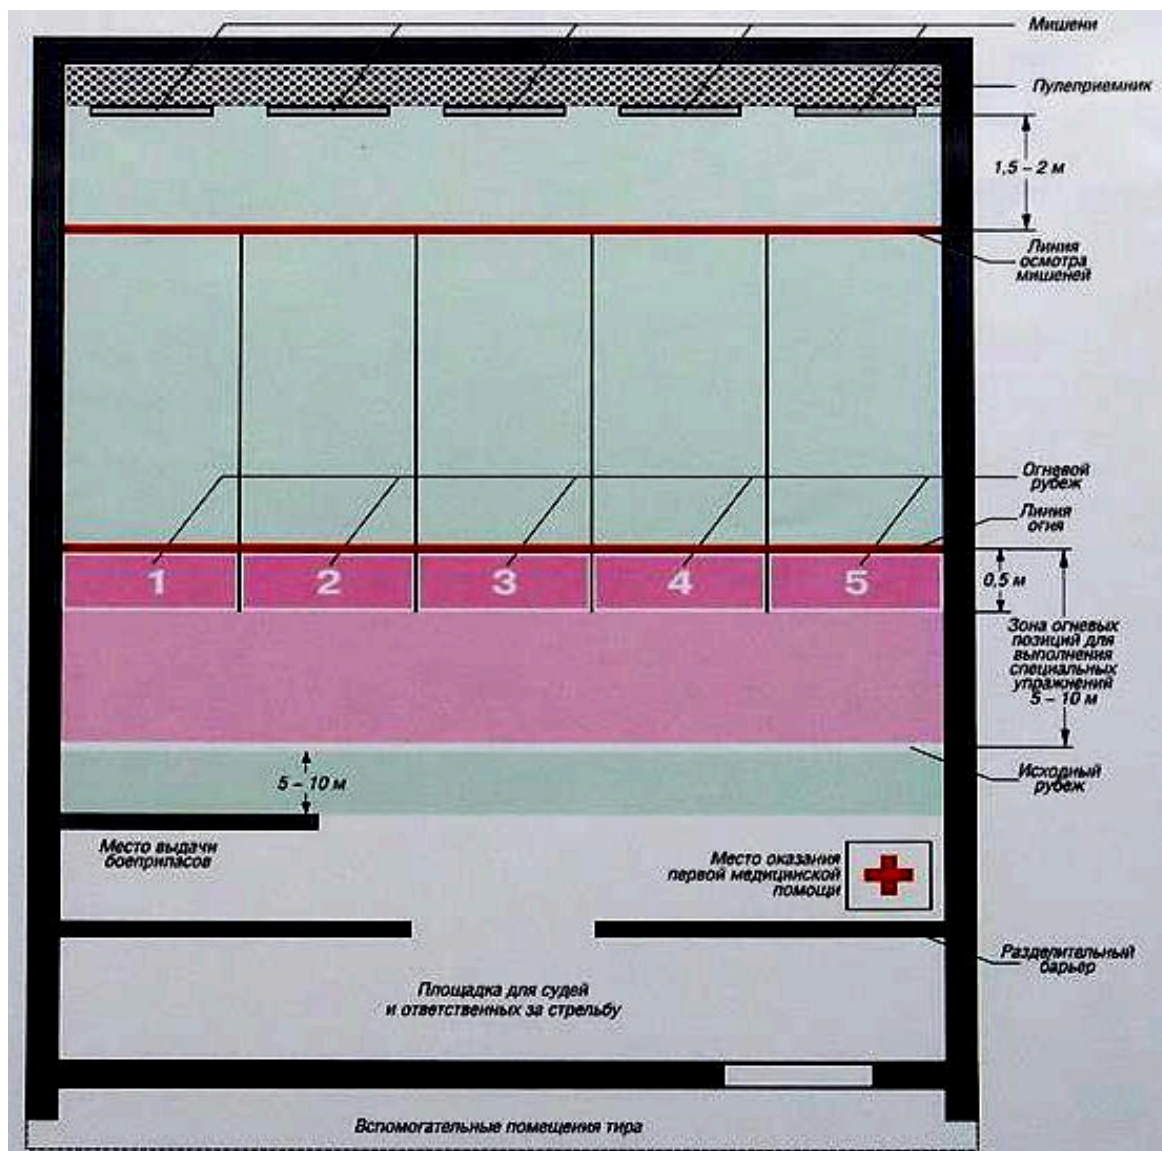 Мишени
Пулеприемник
1,5 – 2 м
Линия
осмотра
мишеней
Огневой
рубеж
Линия
огня
1 2 3 4 5
0,5 м
Зона огневых
позиций для
выполнения
специальных
упражнений
5 – 10 м
5 – 10 м
Исходный
рубеж
Место выдачи
боеприпасов
Место оказания
первой медицинской
помощи
Разделительный
барьер
Площадка для судей
и ответственных за стрельбу
Вспомогательные помещения тира